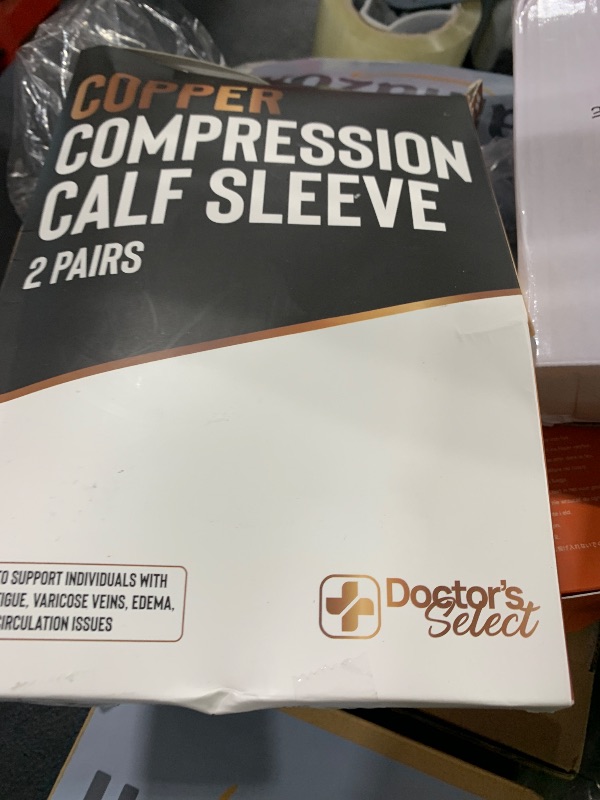 COPPER
COMPRESSION
CALF SLEEVE
2 PAIRS
TO SUPPORT INDIVIDUALS WITH
VARICOSE VEINS, EDEMA,
CIRCULATION ISSUES
Doctor's
Select